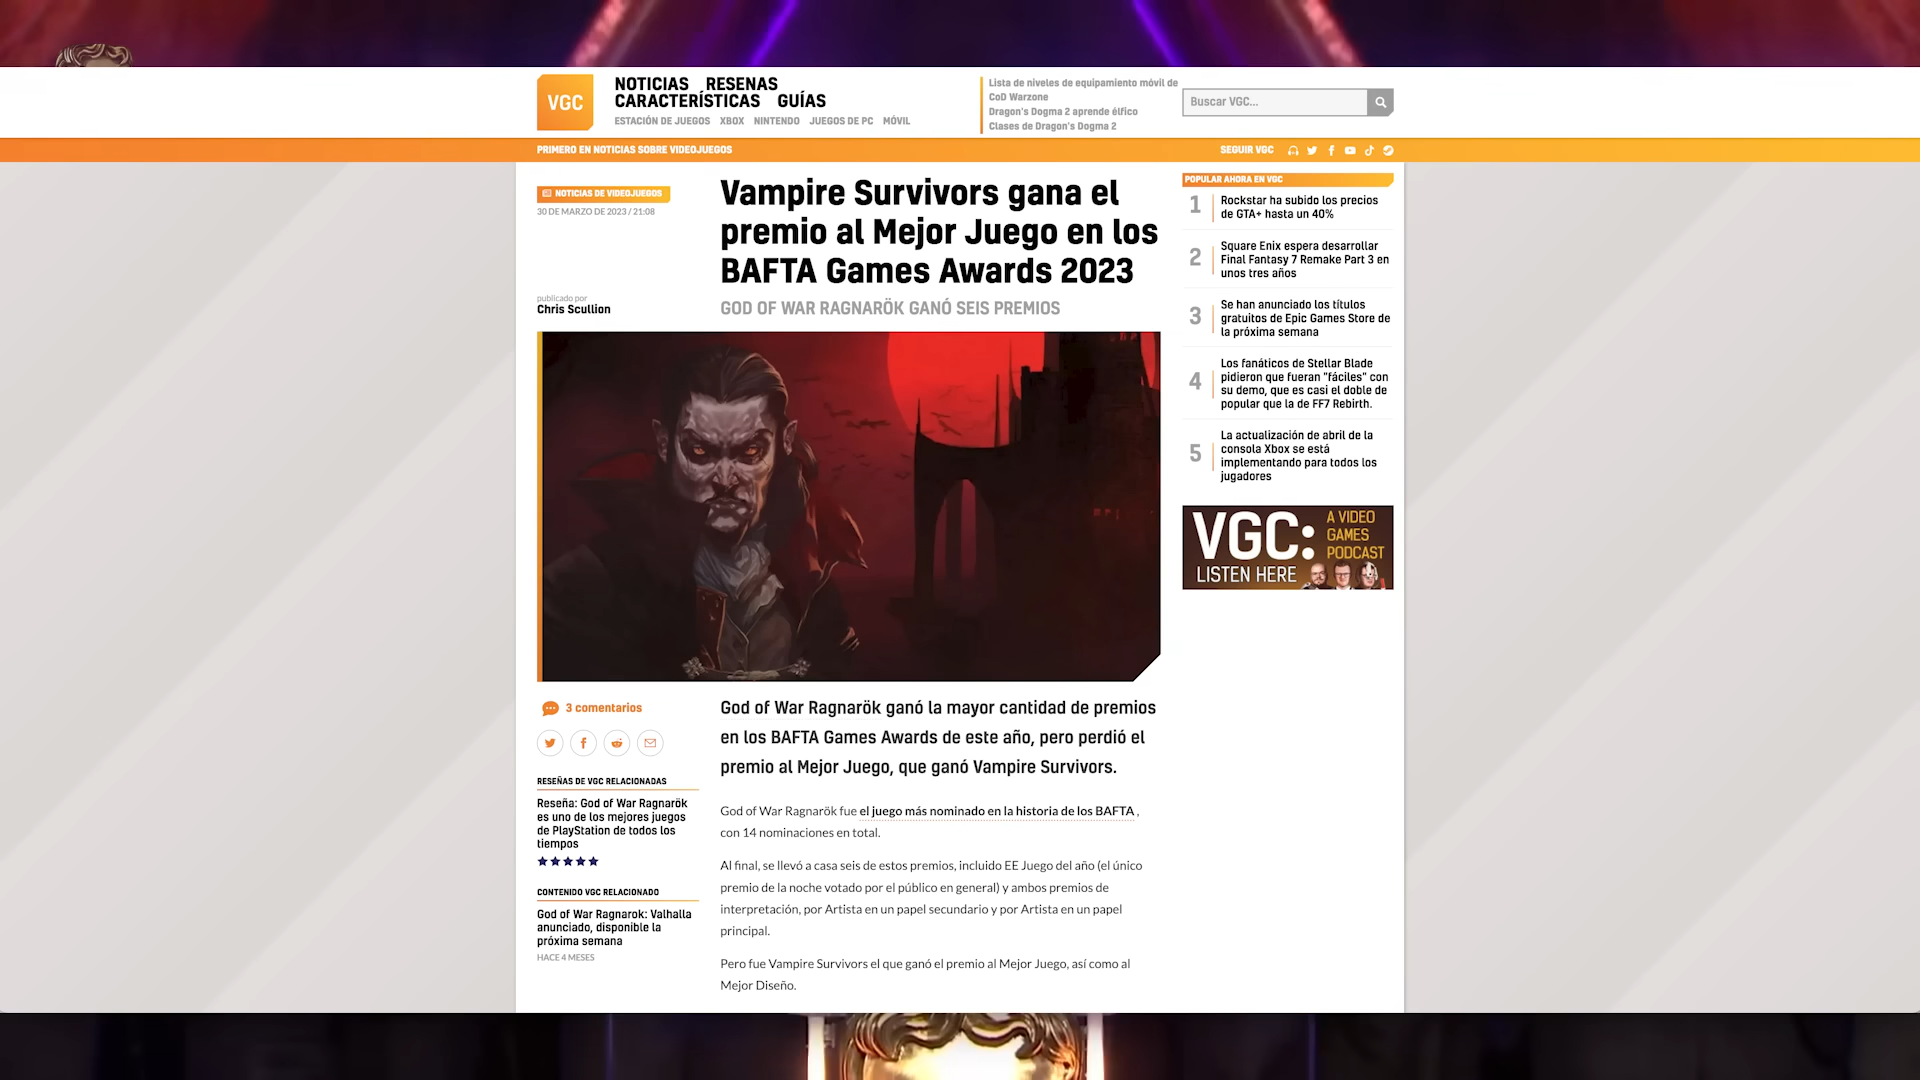 VGC
NOTICIAS RESENAS
CARACTERÍSTICAS GUÍAS
ESTACIÓN DE JUEGOS XBOX NINTENDO JUEGOS DE PC MÓVIL
Lista de niveles de equipamiento móvil de
CoD Warzone
Dragon's Dogma 2 aprende élfico
Clases de Dragon's Dogma 2
Buscar VGC...
PRIMERO EN NOTICIAS SOBRE VIDEOJUEGOS
SEGUIR VGC
NOTICIAS DE VIDEOJUEGOS
30 DE MARZO DE 2023 / 21:08
publicado por
Chris Scullion
Vampire Survivors gana el
premio al Mejor Juego en los
BAFTA Games Awards 2023
GOD OF WAR RAGNARÖK GANÓ SEIS PREMIOS
3 comentarios
RESEÑAS DE VGC RELACIONADAS
Reseña: God of War Ragnarök
es uno de los mejores juegos
de PlayStation de todos los
tiempos
CONTENIDO VGC RELACIONADO
God of War Ragnarok: Valhalla
anunciado, disponible la
próxima semana
HACE 4 MESES
God of War Ragnarök ganó la mayor cantidad de premios
en los BAFTA Games Awards de este año, pero perdió el
premio al Mejor Juego, que ganó Vampire Survivors.
God of War Ragnarök fue el juego más nominado en la historia de los BAFTA ,
con 14 nominaciones en total.
Al final, se llevó a casa seis de estos premios, incluido EE Juego del año (el único
premio de la noche votado por el público en general) y ambos premios de
interpretación, por Artista en un papel secundario y por Artista en un papel
principal.
Pero fue Vampire Survivors el que ganó el premio al Mejor Juego, así como al
Mejor Diseño.
POPULAR AHORA EN VGC
1 Rockstar ha subido los precios
de GTA+ hasta un 40%
2 Square Enix espera desarrollar
Final Fantasy 7 Remake Part 3 en
unos tres años
3 Se han anunciado los títulos
gratuitos de Epic Games Store de
la próxima semana
4 Los fanáticos de Stellar Blade
pidieron que fueran "fáciles" con
su demo, que es casi el doble de
popular que la de FF7 Rebirth.
5 La actualización de abril de la
consola Xbox se está
implementando para todos los
jugadores
VGC: A VIDEO
GAMES
PODCAST
LISTEN HERE